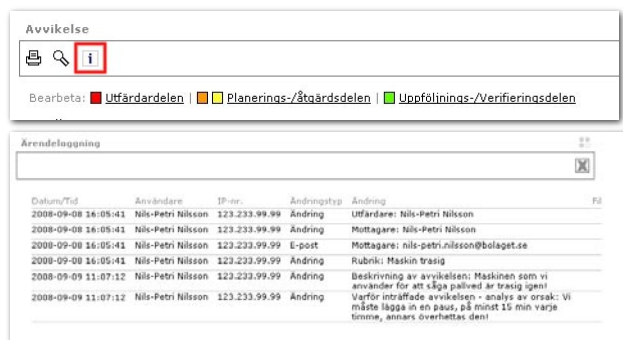 Avvikelse
i
Bearbeta: Utfärdardelen | Planerings-/Åtgärdsdelen | Uppföljnings-/Verifieringsdelen
Ärendeloggning
X
Datum/Tid Användare IP-nr. Ändringstyp Ändring Fil
2008-09-08 16:05:41 Nils-Petri Nilsson 123.233.99.99 Ändring Utfärdare: Nils-Petri Nilsson
2008-09-08 16:05:41 Nils-Petri Nilsson 123.233.99.99 Ändring Mottagare: Nils-Petri Nilsson
2008-09-08 16:05:41 Nils-Petri Nilsson 123.233.99.99 E-post Mottagare: nils-petri.nilsson@bolaget.se
2008-09-08 16:05:41 Nils-Petri Nilsson 123.233.99.99 Ändring Rubrik: Maskin trasig
2008-09-09 11:07:12 Nils-Petri Nilsson 123.233.99.99 Ändring Beskrivning av avvikelsen: Maskinen som vi
använder för att såga pallved är trasig igen!
2008-09-09 11:07:12 Nils-Petri Nilsson 123.233.99.99 Ändring Varför inträffade avvikelsen - analys av orsak: Vi
måste lägga in en paus, på minst 15 min varje
timme, annars överhettas den!